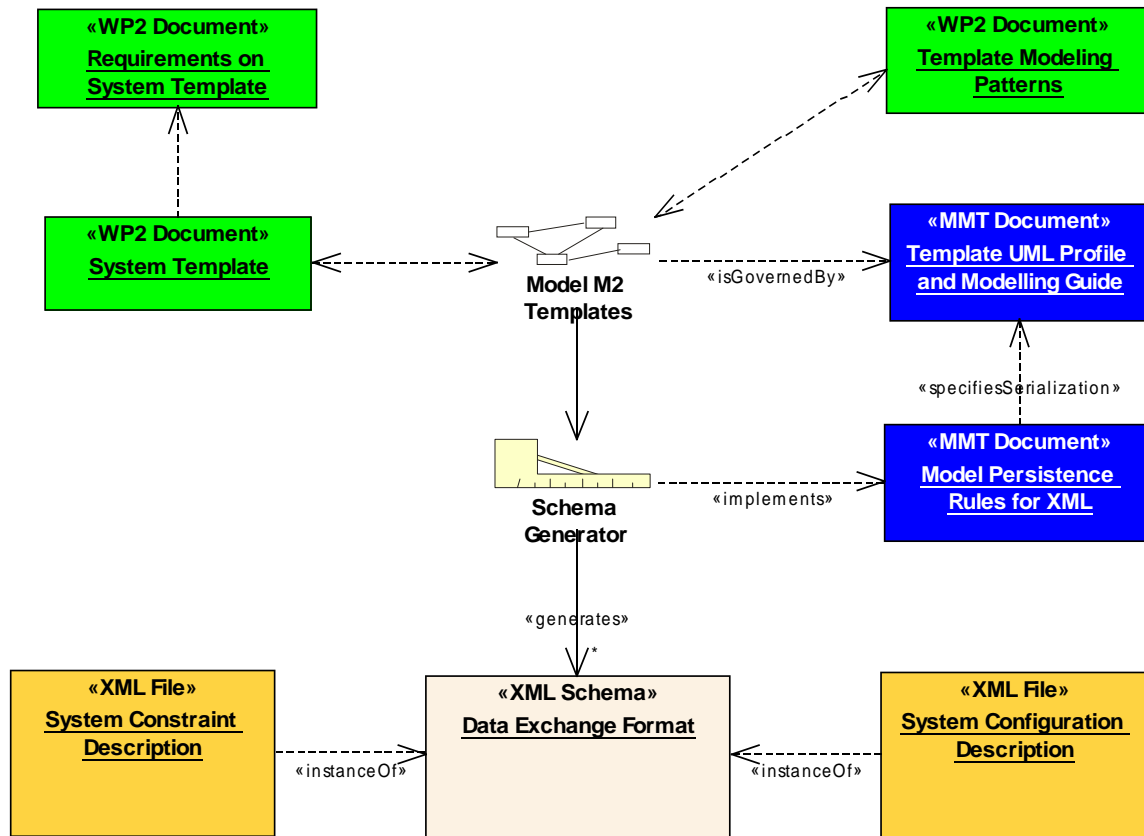 «WP2 Document»
Requirements on
System Template
«WP2 Document»
Template Modeling
Patterns
«WP2 Document»
System Template
Model M2
Templates
«isGovernedBy»
«MMT Document»
Template UML Profile
and Modelling Guide
«specifiesSerialization»
Schema
Generator
«implements»
«MMT Document»
Model Persistence
Rules for XML
«generates»
*
«XML File»
System Constraint
Description
«instanceOf»
«XML Schema»
Data Exchange Format
«instanceOf»
«XML File»
System Configuration
Description